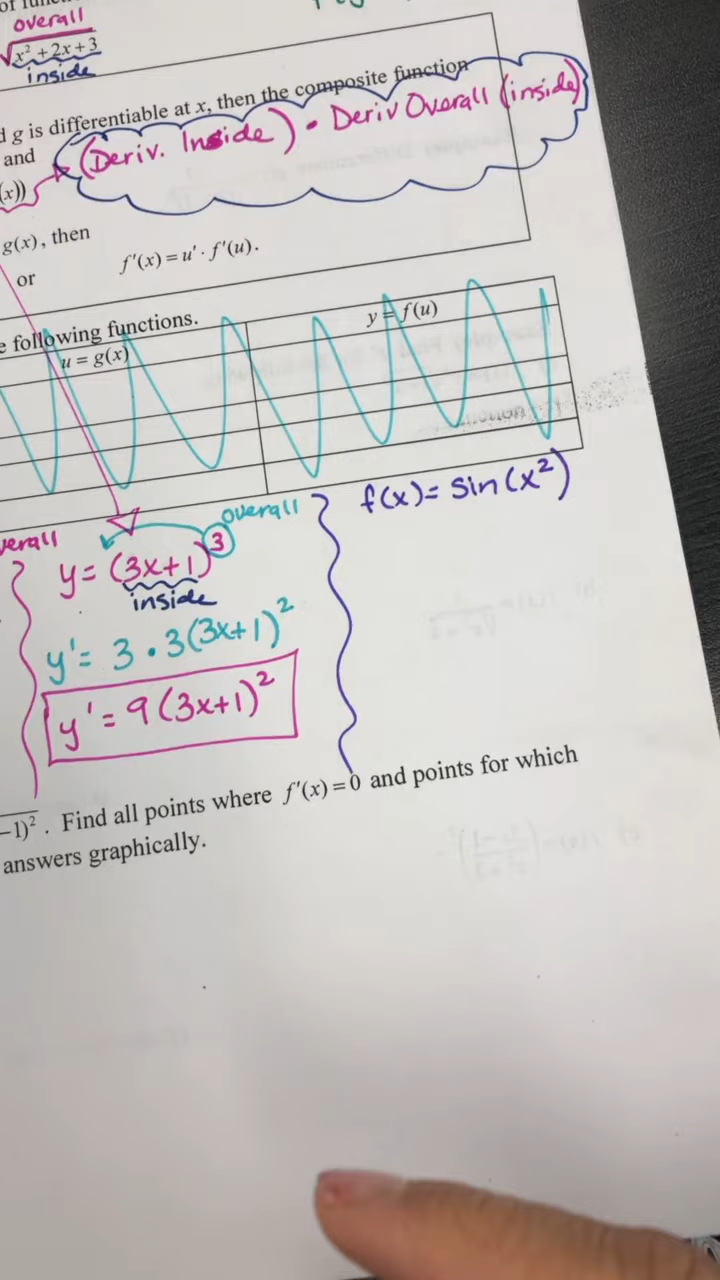 overall
√x² + 2x + 3
inside
g is differentiable at x, then the composite function
and
(Deriv. Inside) • Deriv Overall (inside)
(x))
g(x), then
or
f'(x) = u' · f'(u).
following functions.
u = g(x)
y = f(u)
f(x) = sin(x²)
overall
y = (3x+1)³
inside
y' = 3 • 3(3x+1)²
y' = 9(3x+1)²
−1)². Find all points where f'(x) = 0 and points for which
answers graphically.